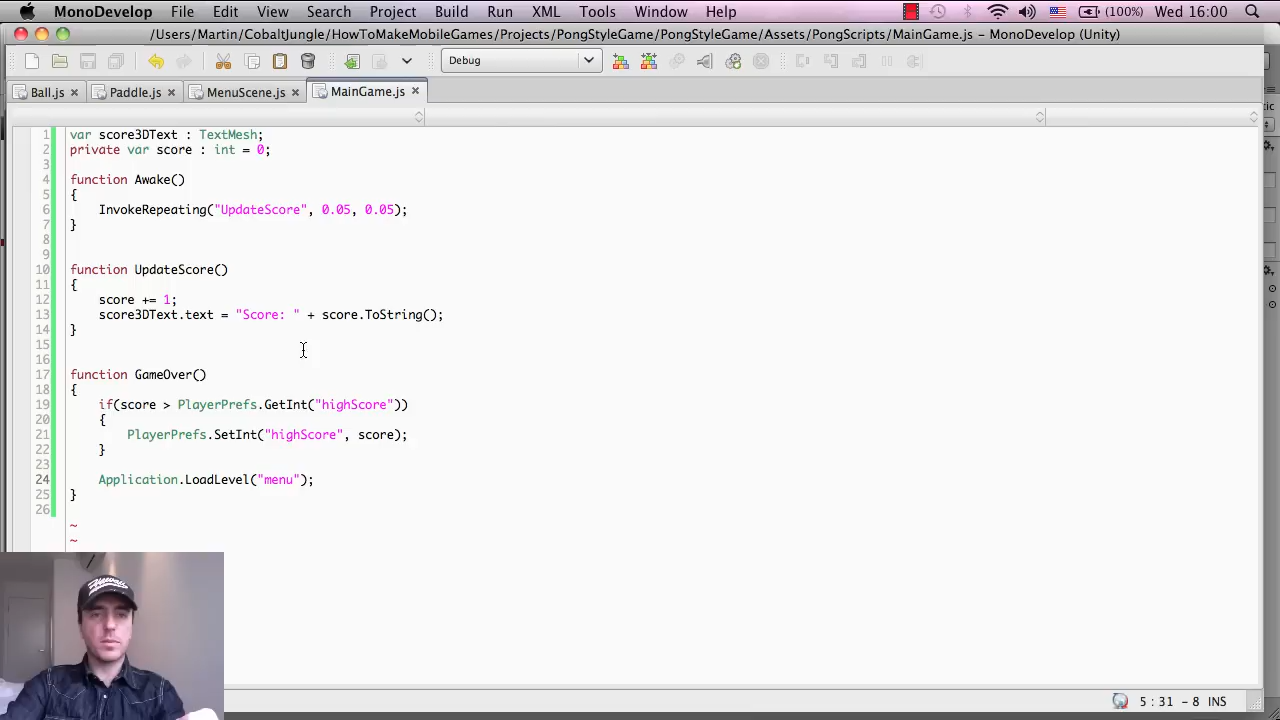 MonoDevelop File Edit View Search Project Build Run XML Tools Window Help (100%) Wed 16:00
/Users/Martin/CobaltJungle/HowToMakeMobileGames/Projects/PongStyleGame/PongStyleGame/Assets/PongScripts/MainGame.js – MonoDevelop (Unity)
Debug
Ball.js Paddle.js MenuScene.js MainGame.js
1 var score3DText : TextMesh;
2 private var score : int = 0;
3
4 function Awake()
5 {
6 InvokeRepeating("UpdateScore", 0.05, 0.05);
7 }
8
9
10 function UpdateScore()
11 {
12 score += 1;
13 score3DText.text = "Score: " + score.ToString();
14 }
15
16
17 function GameOver()
18 {
19 if(score > PlayerPrefs.GetInt("highScore"))
20 {
21 PlayerPrefs.SetInt("highScore", score);
22 }
23
24 Application.LoadLevel("menu");
25 }
26
~
~
5 : 31 – 8 INS